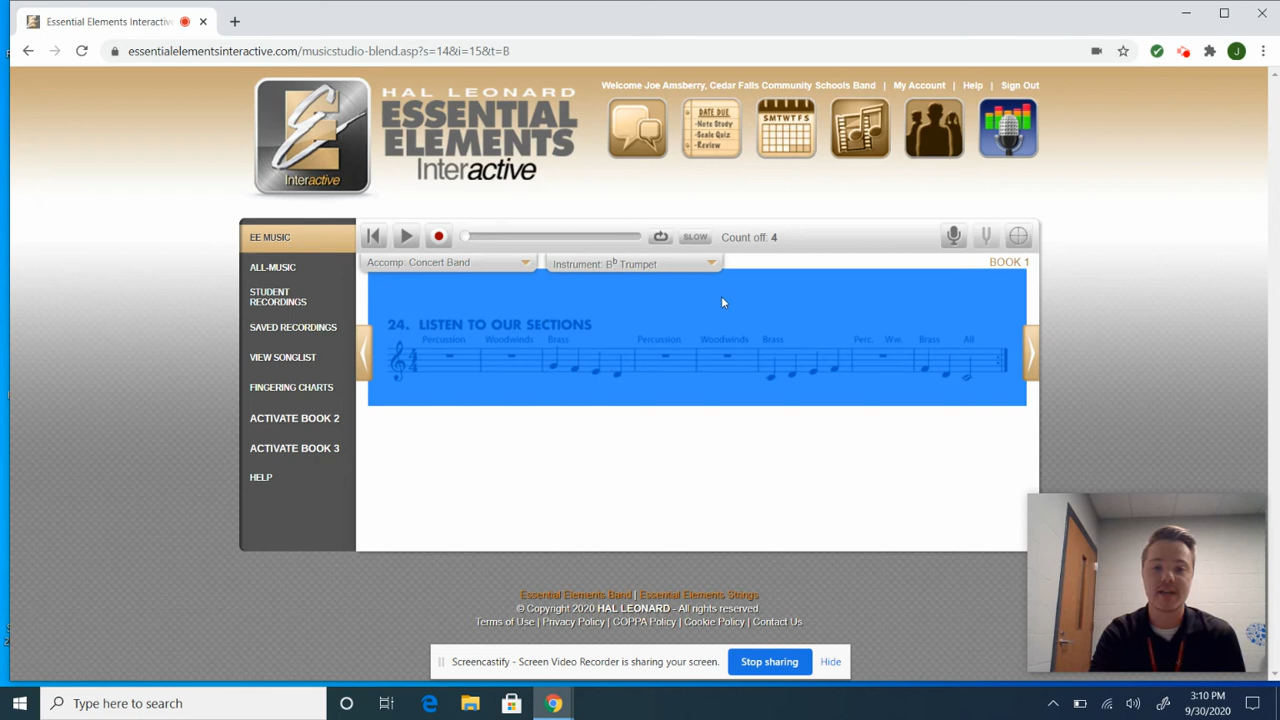 Essential Elements Interactiv
essentialelementsinteractive.com/musicstudio-blend.asp?s=14&i=15&t=B
J
Welcome Joe Amsberry, Cedar Falls Community Schools Band | My Account | Help | Sign Out
E
Interactive
HAL LEONARD
ESSENTIAL
ELEMENTS
Interactive
DATE DUE
-Note Study
-Scale Quiz
-Review
SMTWTFS
EE MUSIC
ALL-MUSIC
STUDENT
RECORDINGS
SAVED RECORDINGS
VIEW SONGLIST
FINGERING CHARTS
ACTIVATE BOOK 2
ACTIVATE BOOK 3
HELP
SLOW
Count off: 4
Accomp: Concert Band
Instrument: Bb Trumpet
BOOK 1
24. LISTEN TO OUR SECTIONS
Percussion Woodwinds Brass Percussion Woodwinds Brass Perc. Ww. Brass All
Essential Elements Band | Essential Elements Strings
© Copyright 2020 HAL LEONARD - All rights reserved
Terms of Use | Privacy Policy | COPPA Policy | Cookie Policy | Contact Us
Screencastify - Screen Video Recorder is sharing your screen.
Stop sharing
Hide
Type here to search
3:10 PM
9/30/2020